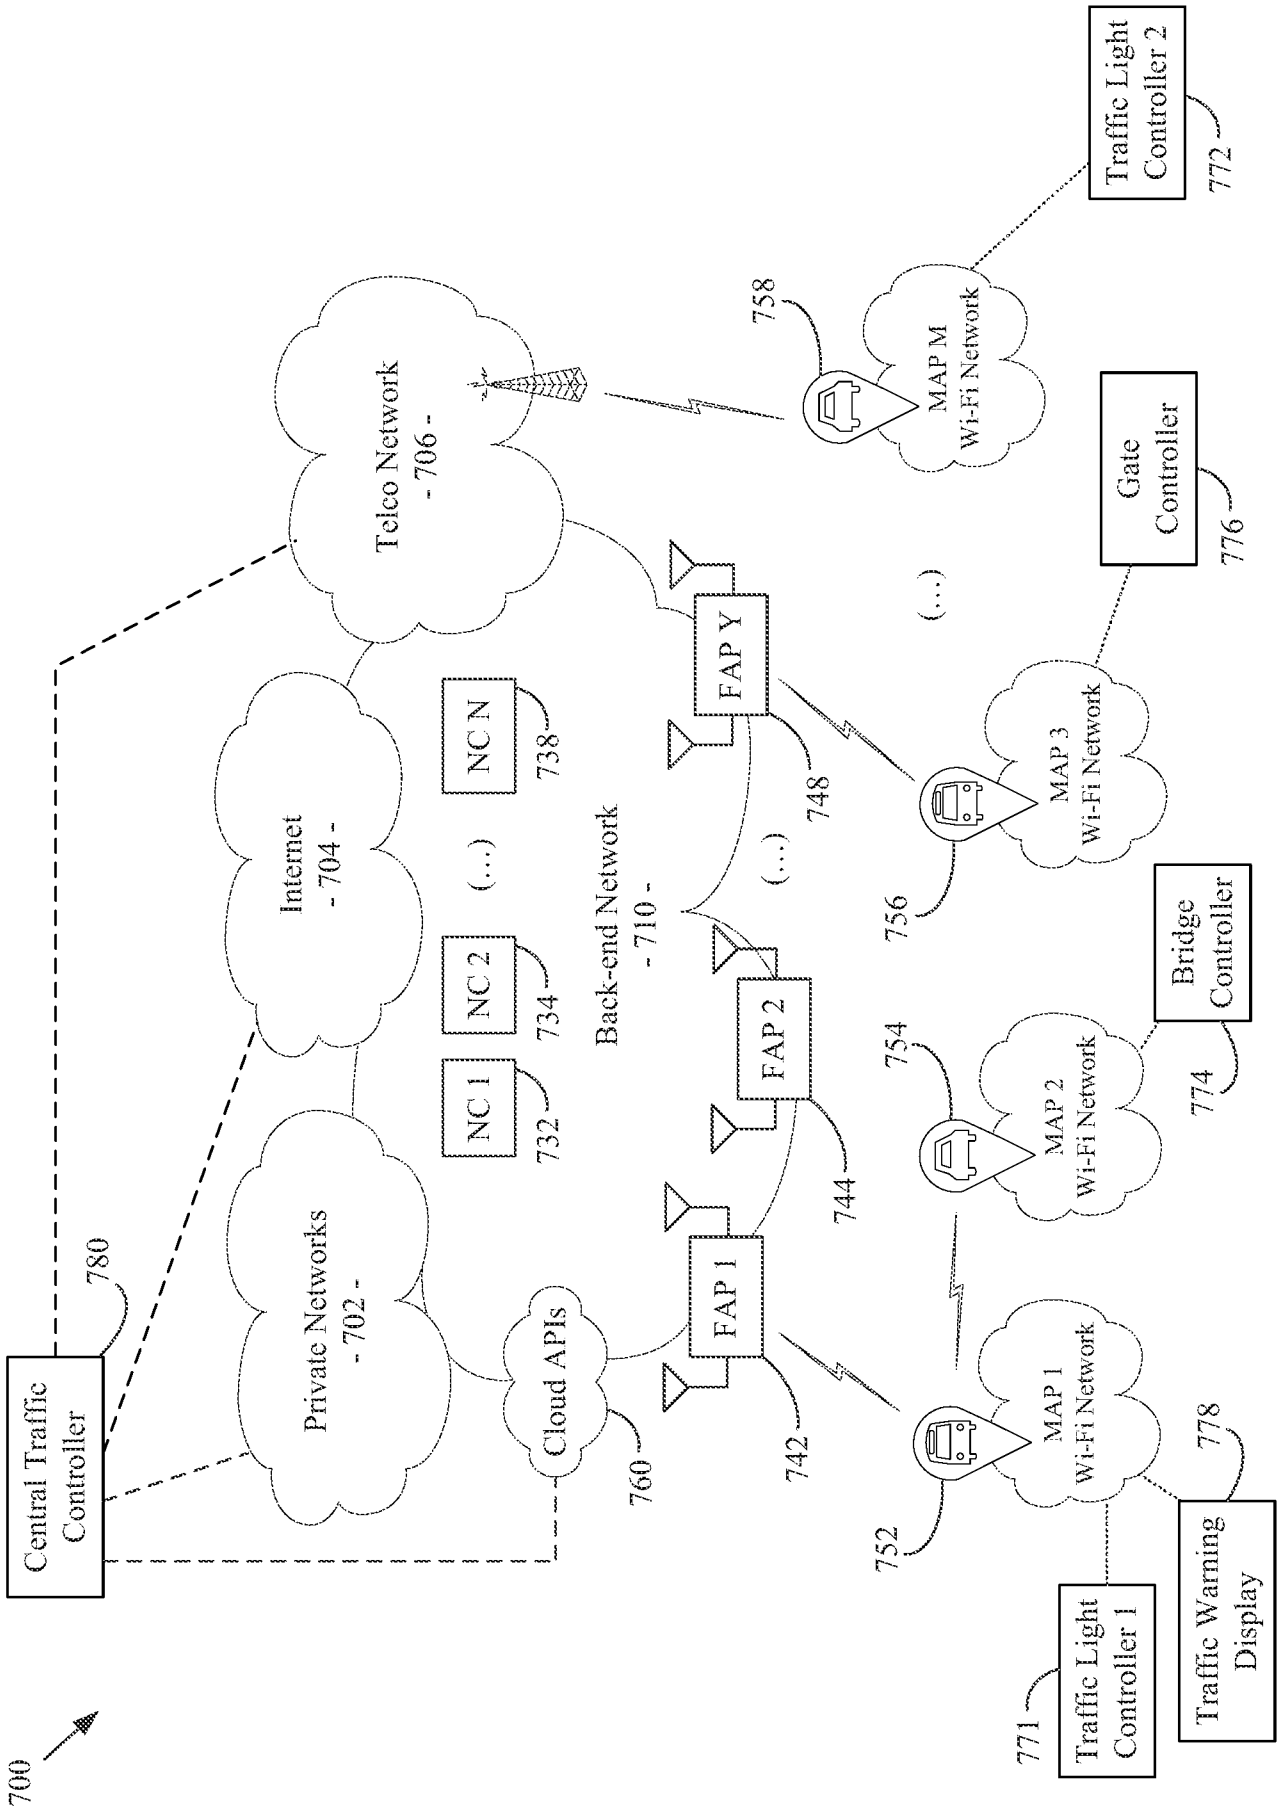 700
Central Traffic
Controller
780
Private Networks
- 702 -
Internet
- 704 -
Telco Network
- 706 -
Cloud APIs
760
NC 1
732
NC 2
734
(...)
NC N
738
Back-end Network
- 710 -
FAP 1
742
FAP 2
744
(...)
FAP Y
748
752
MAP 1
Wi-Fi Network
754
MAP 2
Wi-Fi Network
756
MAP 3
Wi-Fi Network
(...)
758
MAP M
Wi-Fi Network
771
Traffic Light
Controller 1
Traffic Warning
Display
778
Bridge
Controller
774
Gate
Controller
776
Traffic Light
Controller 2
772